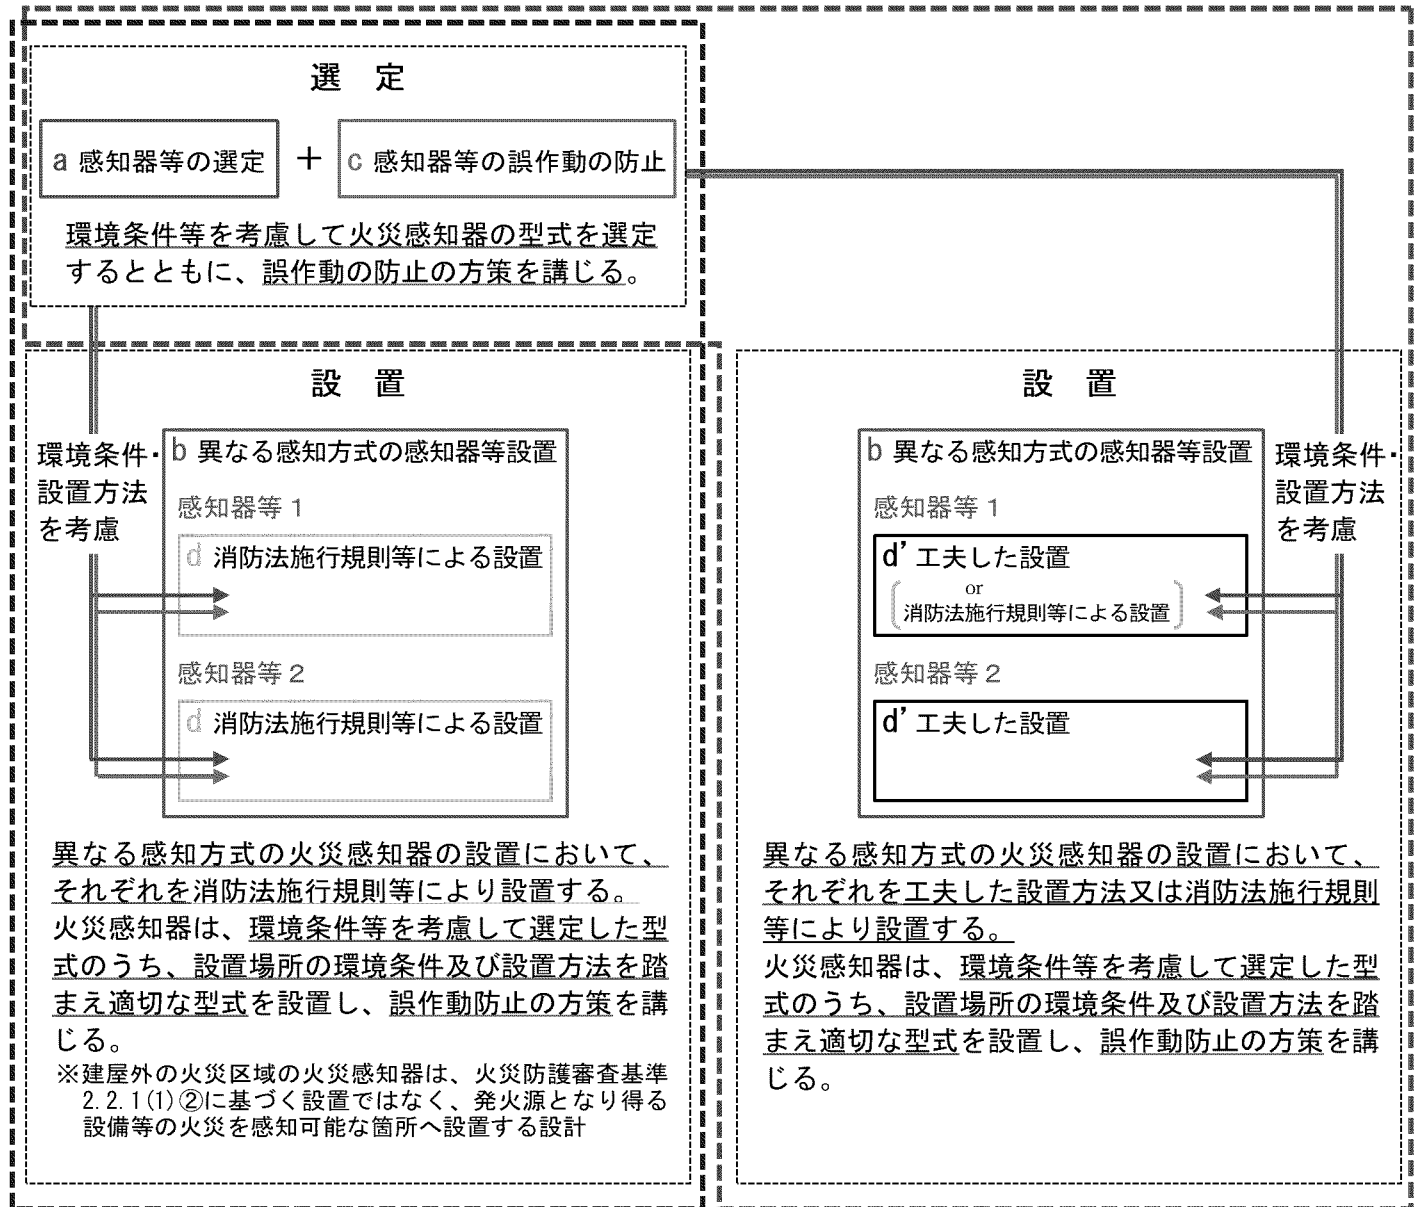 選 定
a 感知器等の選定 + c 感知器等の誤作動の防止
環境条件等を考慮して火災感知器の型式を選定
するとともに、誤作動の防止の方策を講じる。
設 置
環境条件・
設置方法
を考慮
b 異なる感知方式の感知器等設置
感知器等1
d 消防法施行規則等による設置
感知器等2
d 消防法施行規則等による設置
異なる感知方式の火災感知器の設置において、
それぞれを消防法施行規則等により設置する。
火災感知器は、環境条件等を考慮して選定した型
式のうち、設置場所の環境条件及び設置方法を踏
まえ適切な型式を設置し、誤作動防止の方策を講
じる。
※建屋外の火災区域の火災感知器は、火災防護審査基準
2.2.1(1)②に基づく設置ではなく、発火源となり得る
設備等の火災を感知可能な箇所へ設置する設計
設 置
b 異なる感知方式の感知器等設置
感知器等1
d’工夫した設置
or
消防法施行規則等による設置
感知器等2
d’工夫した設置
環境条件・
設置方法
を考慮
異なる感知方式の火災感知器の設置において、
それぞれを工夫した設置方法又は消防法施行規則
等により設置する。
火災感知器は、環境条件等を考慮して選定した型
式のうち、設置場所の環境条件及び設置方法を踏
まえ適切な型式を設置し、誤作動防止の方策を講
じる。